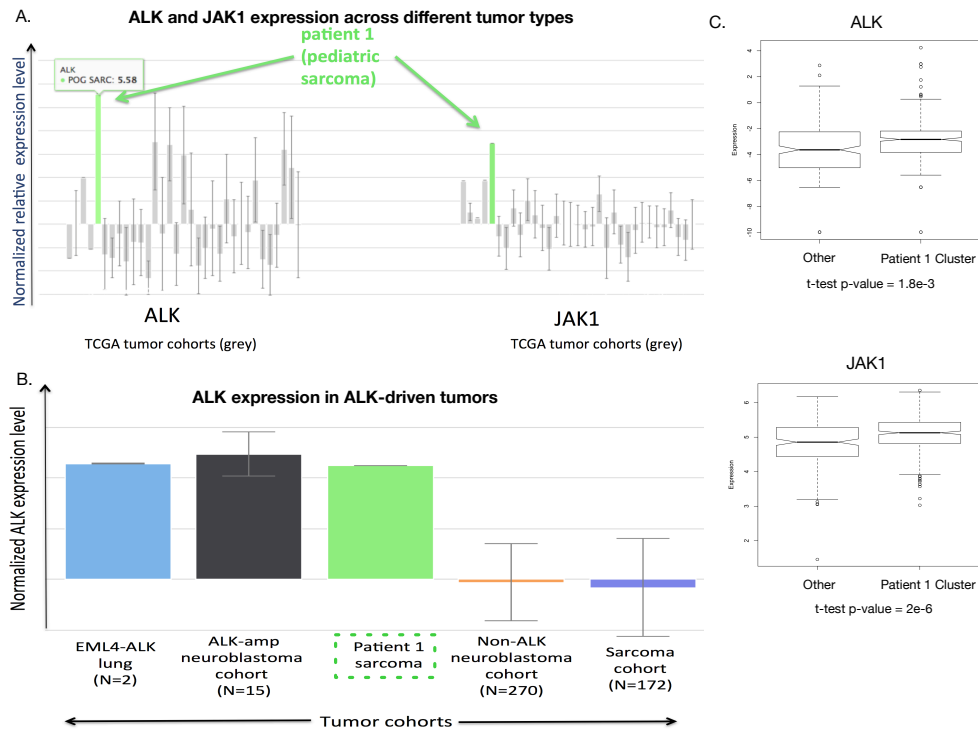 A.
ALK and JAK1 expression across different tumor types
patient 1
(pediatric
sarcoma)
ALK
POG SARC: 5.58
Normalized relative expression level
ALK
JAK1
TCGA tumor cohorts (grey)
TCGA tumor cohorts (grey)
B.
ALK expression in ALK-driven tumors
Normalized ALK expression level
EML4-ALK
lung
(N=2)
ALK-amp
neuroblastoma
cohort
(N=15)
Patient 1
sarcoma
Non-ALK
neuroblastoma
cohort
(N=270)
Sarcoma
cohort
(N=172)
Tumor cohorts
C.
ALK
Expression
4
2
0
-2
-4
-6
-8
-10
Other
Patient 1 Cluster
t-test p-value = 1.8e-3
JAK1
Expression
6
5
4
3
2
Other
Patient 1 Cluster
t-test p-value = 2e-6